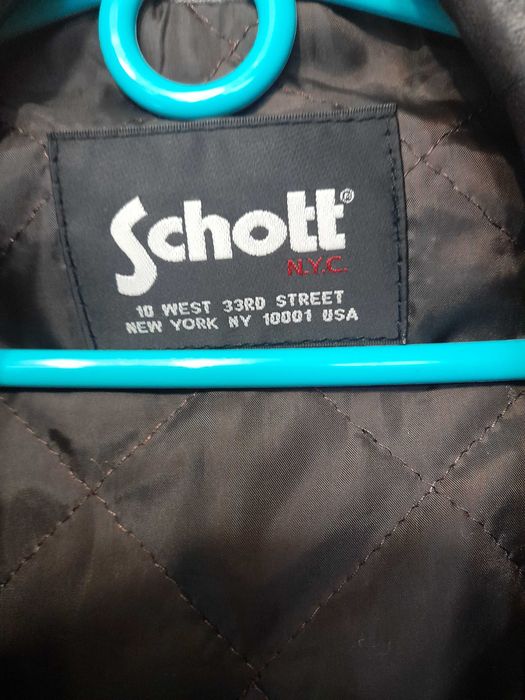 Schott®
N.Y.C.
10 WEST 33RD STREET
NEW YORK NY 10001 USA